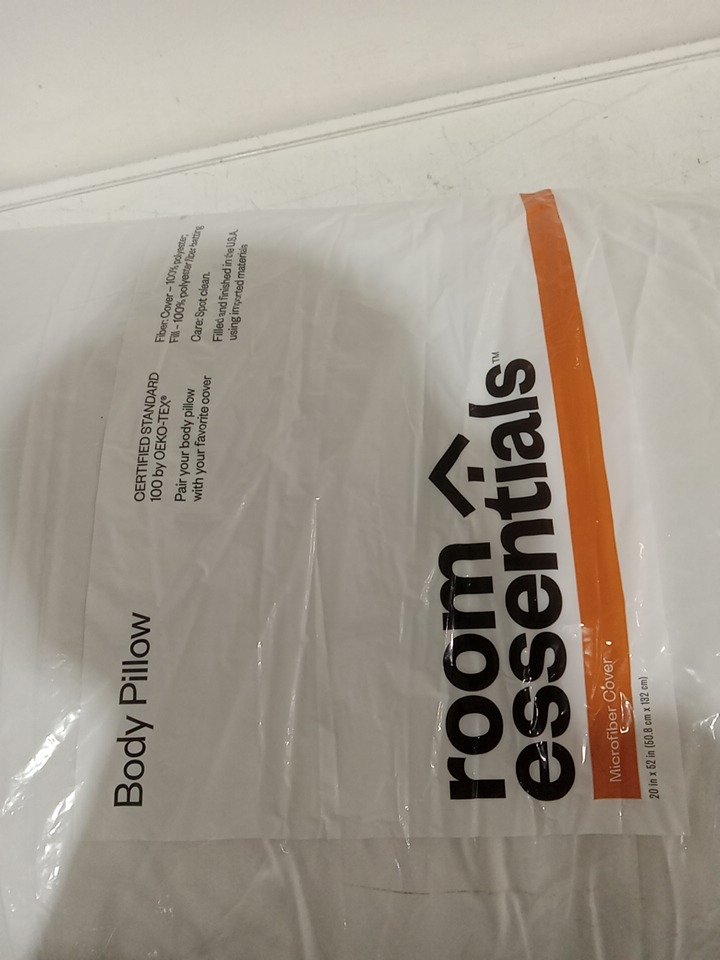 Body Pillow
CERTIFIED STANDARD
100 by OEKO-TEX®
Pair your body pillow
with your favorite cover
Fiber: Cover – 100% polyester;
Fill – 100% polyester fiber batting
Care: Spot clean.
Filled and finished in the U.S.A.
using imported materials
room
essentials™
Microfiber Cover
20 in x 52 in (50.8 cm x 132 cm)